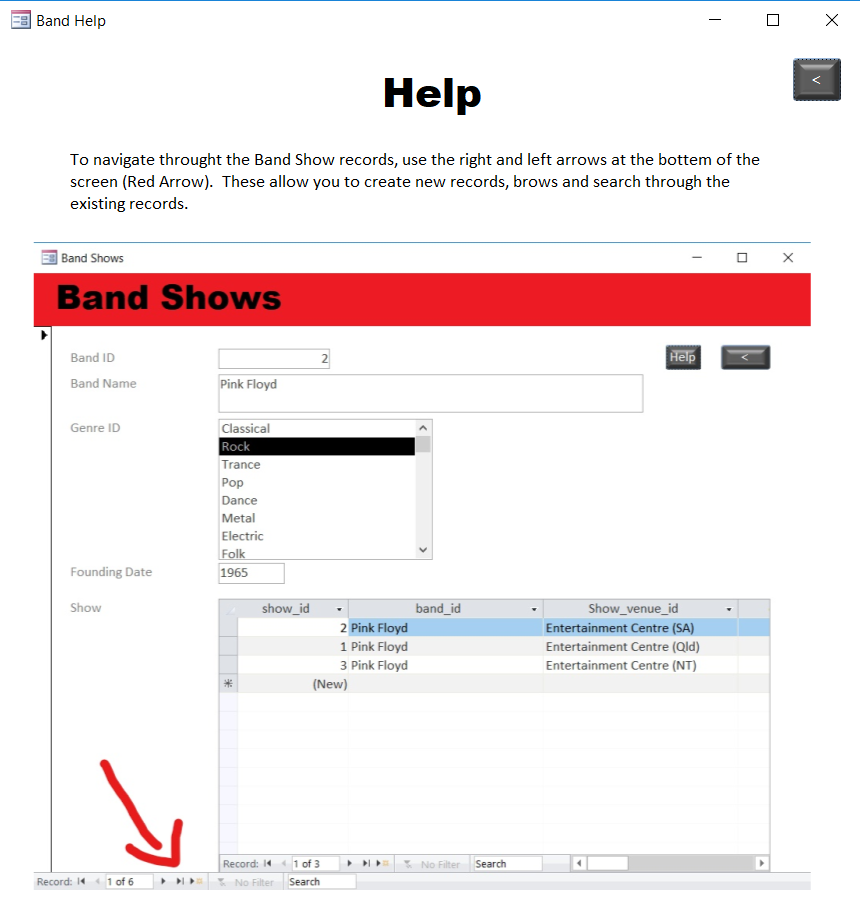 Band Help
<
Help
To navigate throught the Band Show records, use the right and left arrows at the bottem of the
screen (Red Arrow).  These allow you to create new records, brows and search through the
existing records.
Band Shows
Band Shows
Band ID 2 Help <
Band Name Pink Floyd
Genre ID Classical
Rock
Trance
Pop
Dance
Metal
Electric
Folk
Founding Date 1965
Show show_id band_id Show_venue_id
2 Pink Floyd Entertainment Centre (SA)
1 Pink Floyd Entertainment Centre (Qld)
3 Pink Floyd Entertainment Centre (NT)
(New)
Record: 1 of 3 No Filter Search
Record: 1 of 6 No Filter Search